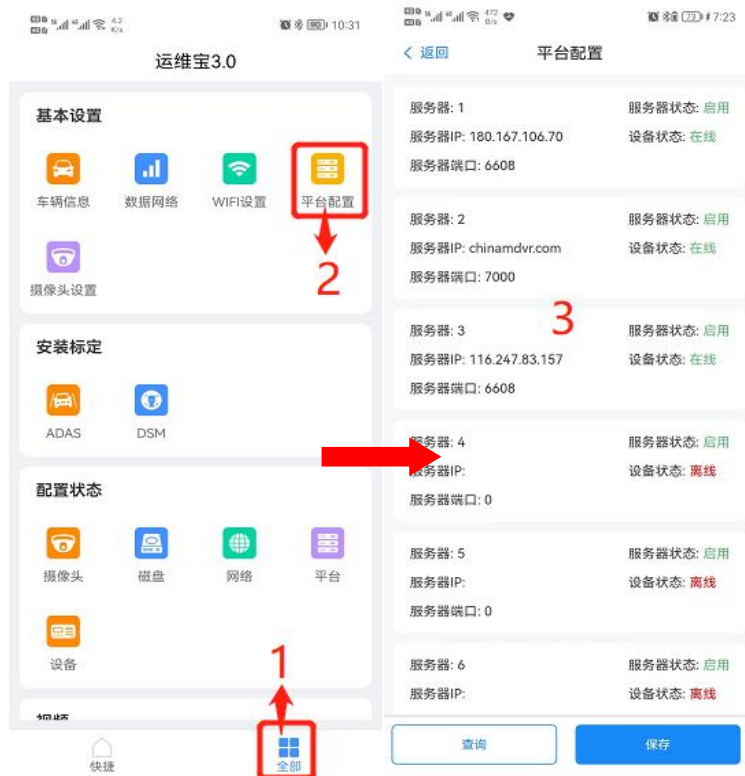 4.2
K/s
90
10:31
运维宝3.0
基本设置
车辆信息
数据网络
WIFI设置
平台配置
2
摄像头设置
安装标定
ADAS
DSM
配置状态
摄像头
磁盘
网络
平台
设备
1
快捷
全部
472
B/s
73
7:23
返回
平台配置
服务器: 1 服务器状态: 启用
服务器IP: 180.167.106.70 设备状态: 在线
服务器端口: 6608
服务器: 2 服务器状态: 启用
服务器IP: chinamdvr.com 设备状态: 在线
服务器端口: 7000
3
服务器: 3 服务器状态: 启用
服务器IP: 116.247.83.157 设备状态: 在线
服务器端口: 6608
服务器: 4 服务器状态: 启用
服务器IP: 设备状态: 离线
服务器端口: 0
服务器: 5 服务器状态: 启用
服务器IP: 设备状态: 离线
服务器端口: 0
服务器: 6 服务器状态: 启用
服务器IP: 设备状态: 离线
查询
保存